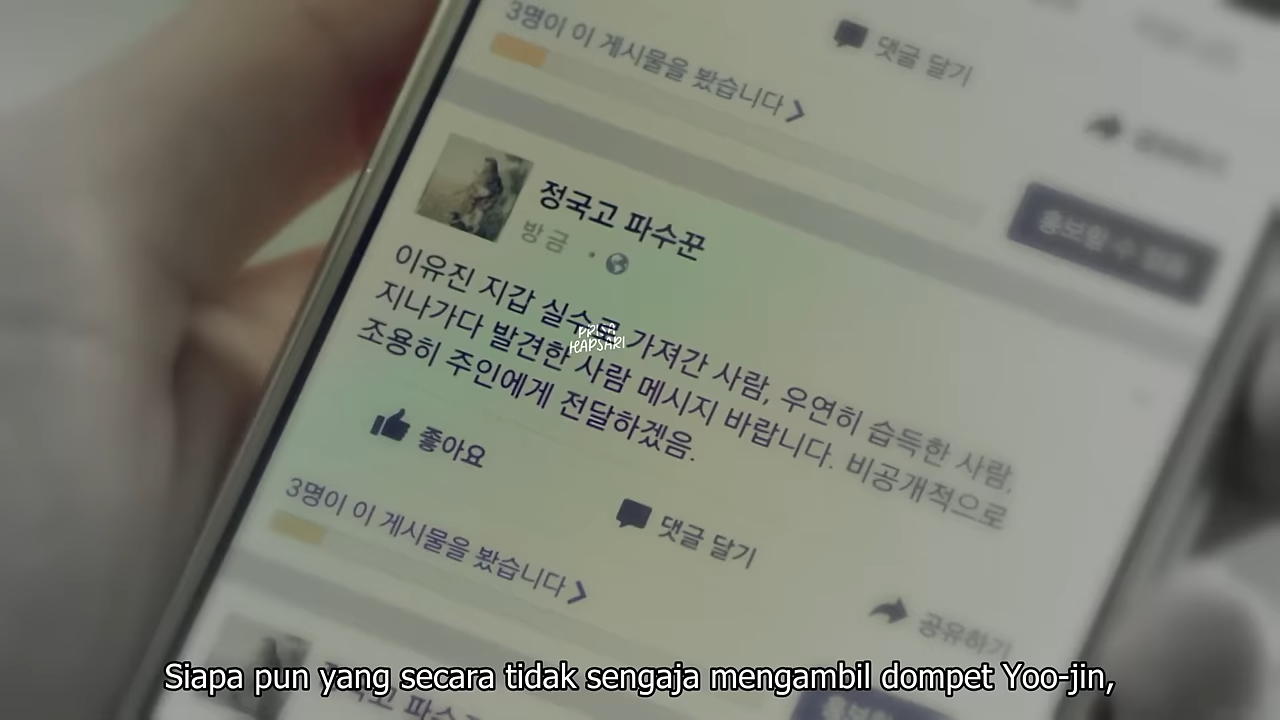 3명이 이 게시물을 봤습니다
댓글 달기
정국고 파수꾼
방금
이유진 지갑 실수로 가져간 사람, 우연히 습득한 사람,
지나가다 발견한 사람 메시지 바랍니다. 비공개적으로
조용히 주인에게 전달하겠음.
PRISA
HAPSARI
좋아요
댓글 달기
공유하기
3명이 이 게시물을 봤습니다
Siapa pun yang secara tidak sengaja mengambil dompet Yoo-jin,